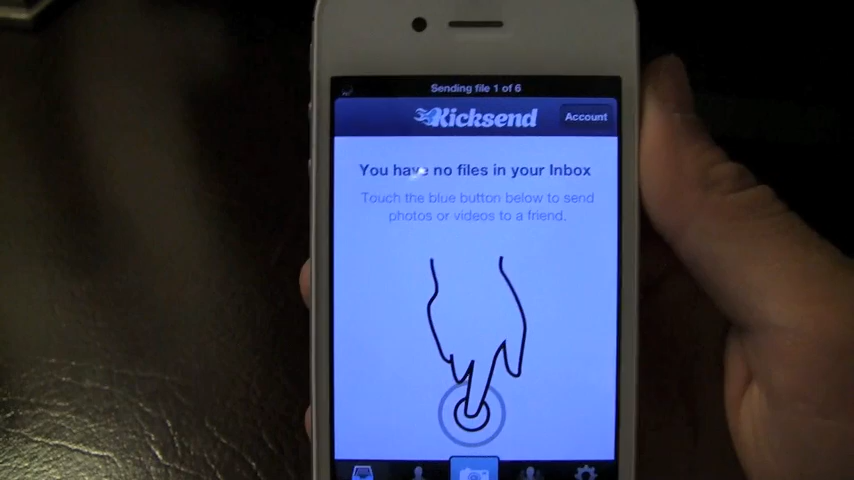 Sending file 1 of 6
Kicksend
Account
You have no files in your Inbox
Touch the blue button below to send
photos or videos to a friend.